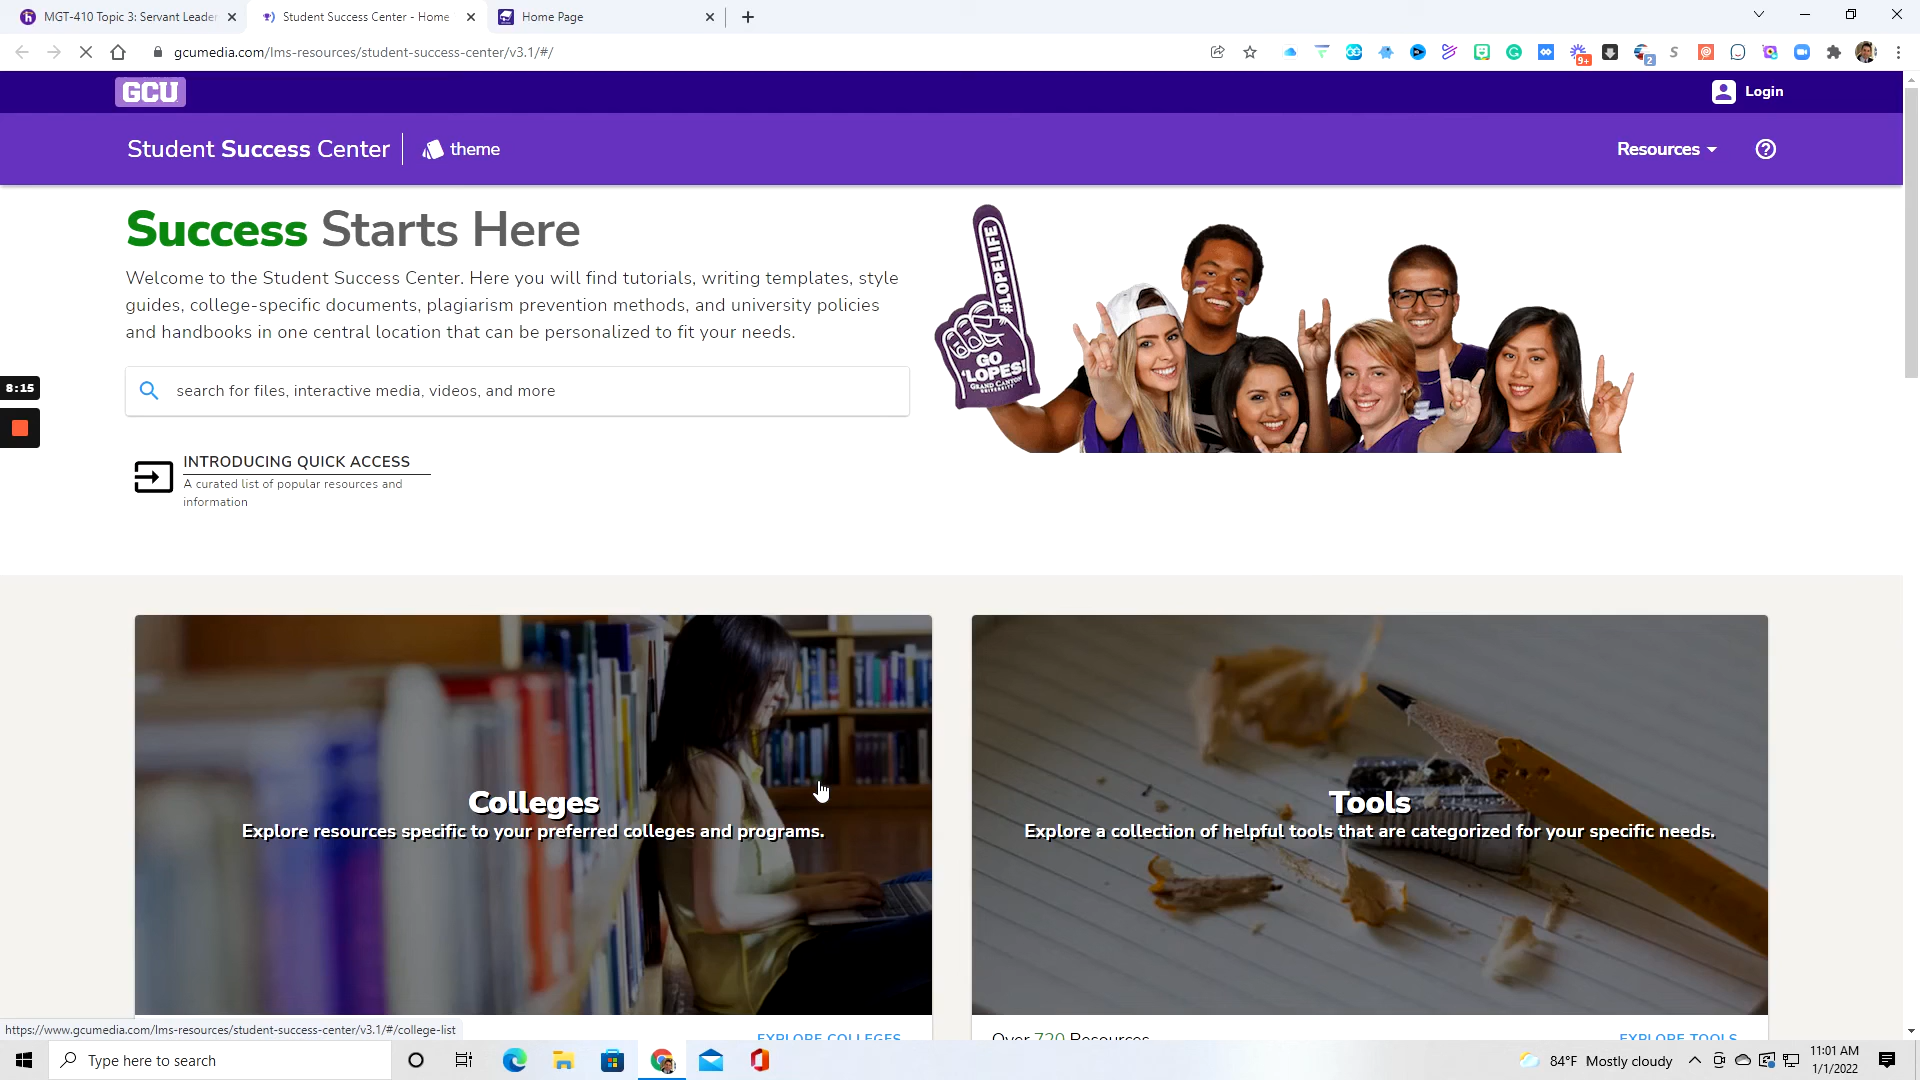 MGT-410 Topic 3: Servant Leader
Student Success Center - Home
Home Page
gcumedia.com/lms-resources/student-success-center/v3.1/#/
9+
2
S
GCU
Login
Student Success Center
theme
Resources
Success Starts Here
Welcome to the Student Success Center. Here you will find tutorials, writing templates, style
guides, college-specific documents, plagiarism prevention methods, and university policies
and handbooks in one central location that can be personalized to fit your needs.
#LOPELIFE
GO
'LOPES!
GRAND CANYON
UNIVERSITY
8:15
search for files, interactive media, videos, and more
INTRODUCING QUICK ACCESS
A curated list of popular resources and
information
Colleges
Explore resources specific to your preferred colleges and programs.
Tools
Explore a collection of helpful tools that are categorized for your specific needs.
EXPLORE COLLEGES
Over 720 Resources
EXPLORE TOOLS
https://www.gcumedia.com/lms-resources/student-success-center/v3.1/#/college-list
Type here to search
84°F Mostly cloudy
11:01 AM
1/1/2022